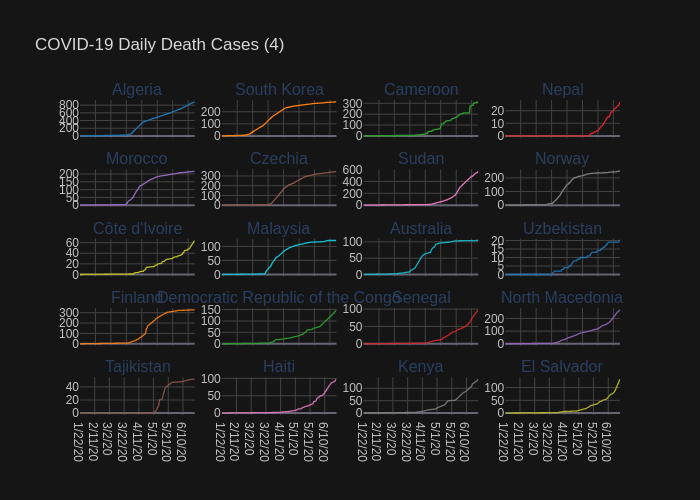 COVID-19 Daily Death Cases (4)
Algeria South Korea Cameroon Nepal
800 600 400 200 0
200 100 0
300 200 100 0
20 10 0
Morocco Czechia Sudan Norway
200 150 100 50 0
300 200 100 0
600 400 200 0
200 100 0
Côte d'Ivoire Malaysia Australia Uzbekistan
60 40 20 0
100 50 0
100 50 0
20 15 10 5 0
Finland Democratic Republic of the Congo Senegal North Macedonia
300 200 100 0
150 100 50 0
100 50 0
200 100 0
Tajikistan Haiti Kenya El Salvador
40 20 0
100 50 0
100 50 0
100 50 0
1/22/20 2/11/20 3/2/20 3/22/20 4/11/20 5/1/20 5/21/20 6/10/20
1/22/20 2/11/20 3/2/20 3/22/20 4/11/20 5/1/20 5/21/20 6/10/20
1/22/20 2/11/20 3/2/20 3/22/20 4/11/20 5/1/20 5/21/20 6/10/20
1/22/20 2/11/20 3/2/20 3/22/20 4/11/20 5/1/20 5/21/20 6/10/20